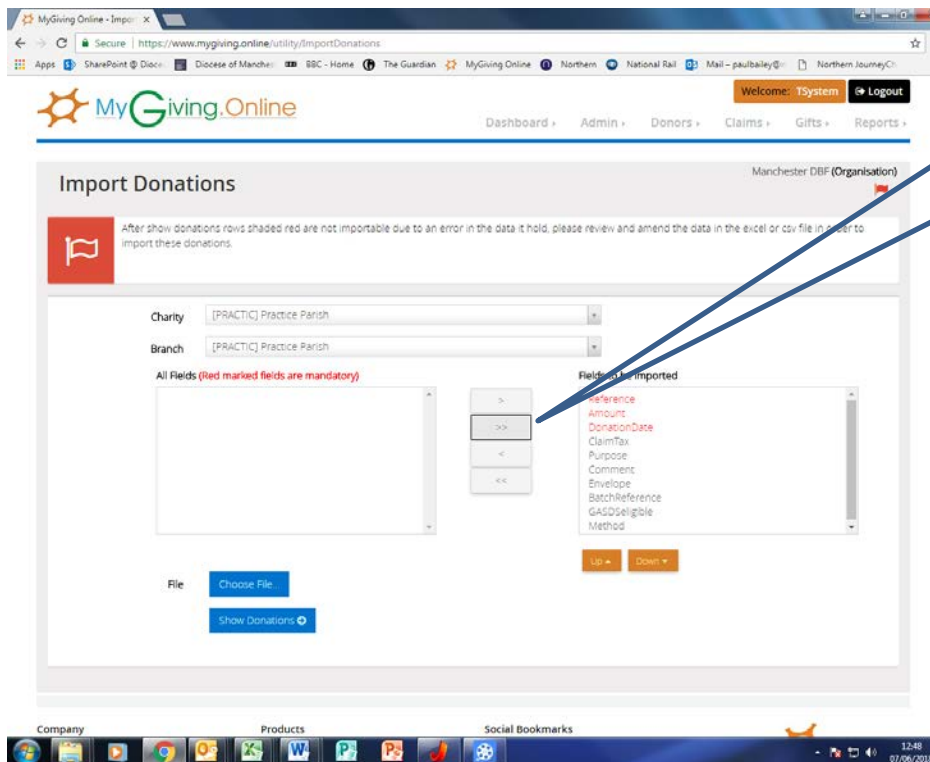 MyGiving Online - Impor
Secure | https://www.mygiving.online/utility/ImportDonations
Apps SharePoint @ Dioc Diocese of Manches BBC BBC - Home The Guardian MyGiving Online Northern National Rail Mail – paulbailey@ Northern JourneyCh
Welcome: TSystem Logout
MyGiving.Online
Dashboard Admin Donors Claims Gifts Reports
Import Donations
Manchester DBF (Organisation)
After show donations rows shaded red are not importable due to an error in the data it hold, please review and amend the data in the excel or csv file in order to
import these donations.
Charity [PRACTIC] Practice Parish
Branch [PRACTIC] Practice Parish
All Fields (Red marked fields are mandatory) Fields to be imported
>
>>
<
<<
Reference
Amount
DonationDate
ClaimTax
Purpose
Comment
Envelope
BatchReference
GASDSeligible
Method
Up Down
File Choose File...
Show Donations
Company Products Social Bookmarks
12:48